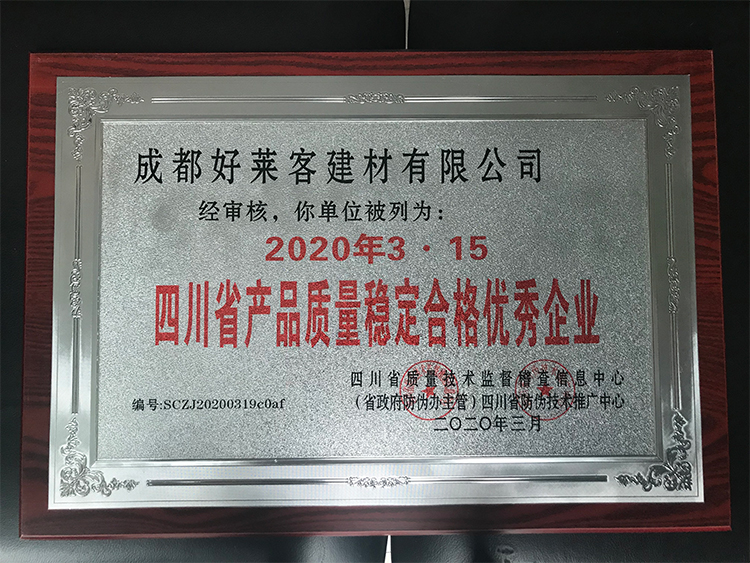 成都好莱客建材有限公司
经审核，你单位被列为：
2020年3·15
四川省产品质量稳定合格优秀企业
四川省质量技术监督稽查信息中心
编号:SCZJ20200319c0af
（省政府防伪办主管）四川省防伪技术推广中心
二〇二〇年三月